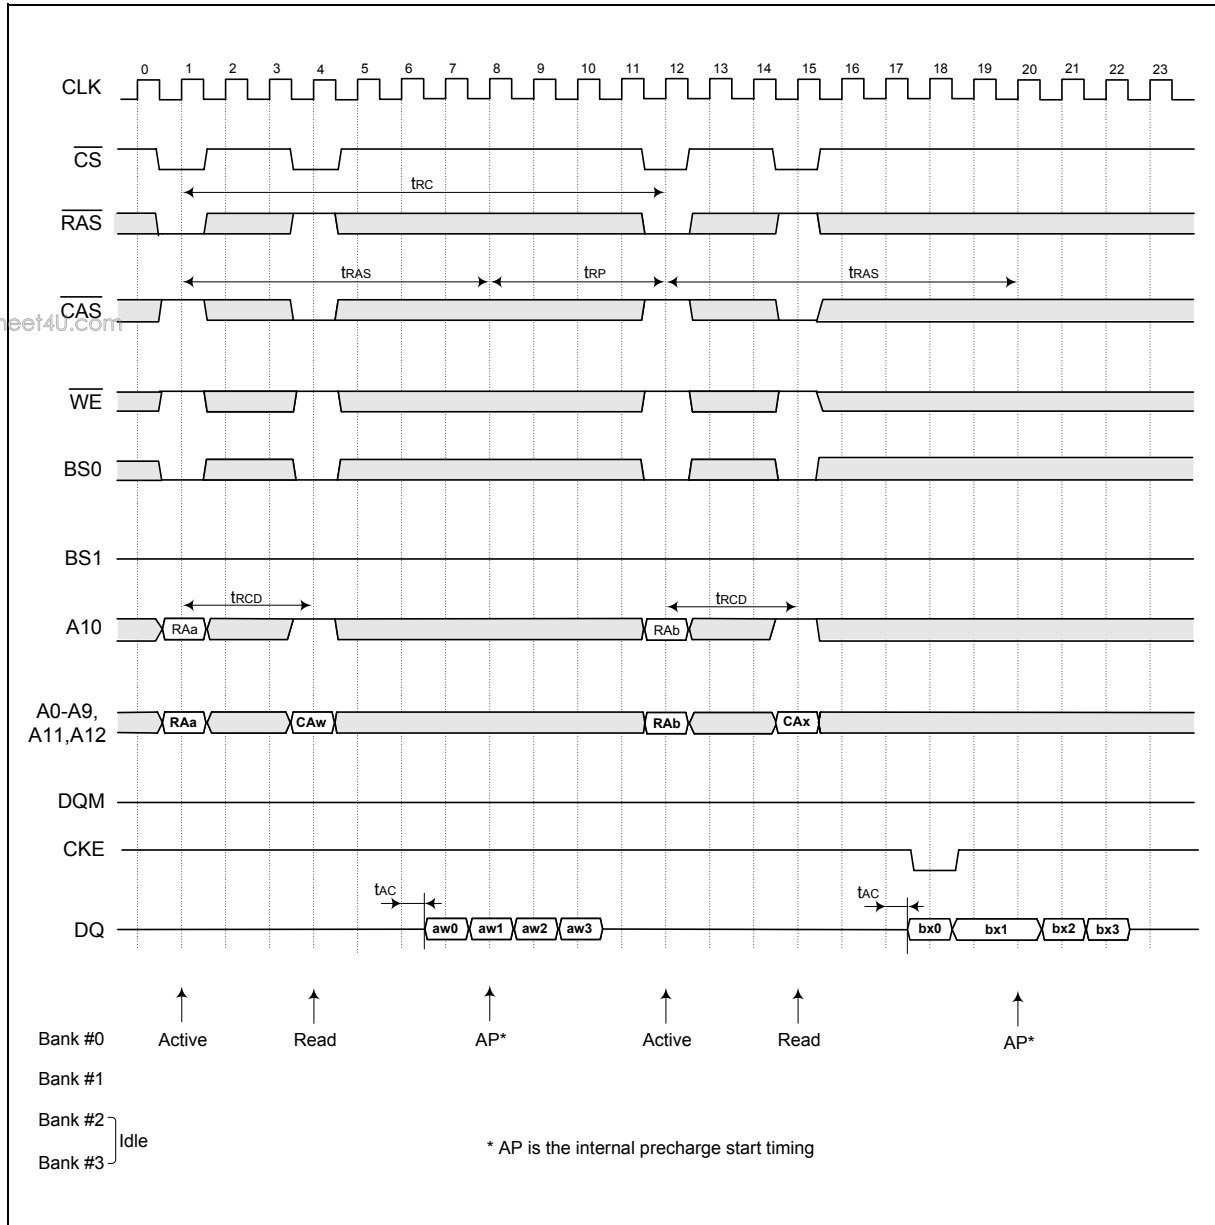 0 1 2 3 4 5 6 7 8 9 10 11 12 13 14 15 16 17 18 19 20 21 22 23
CLK
CS
tRC
RAS
tRAS tRP tRAS
CAS
eet4U.com
WE
BS0
BS1
tRCD tRCD
A10 RAa RAb
A0-A9,
A11,A12
RAa CAw RAb CAx
DQM
CKE
tAC tAC
DQ aw0 aw1 aw2 aw3 bx0 bx1 bx2 bx3
Bank #0 Active Read AP* Active Read AP*
Bank #1
Bank #2
Idle
Bank #3
* AP is the internal precharge start timing